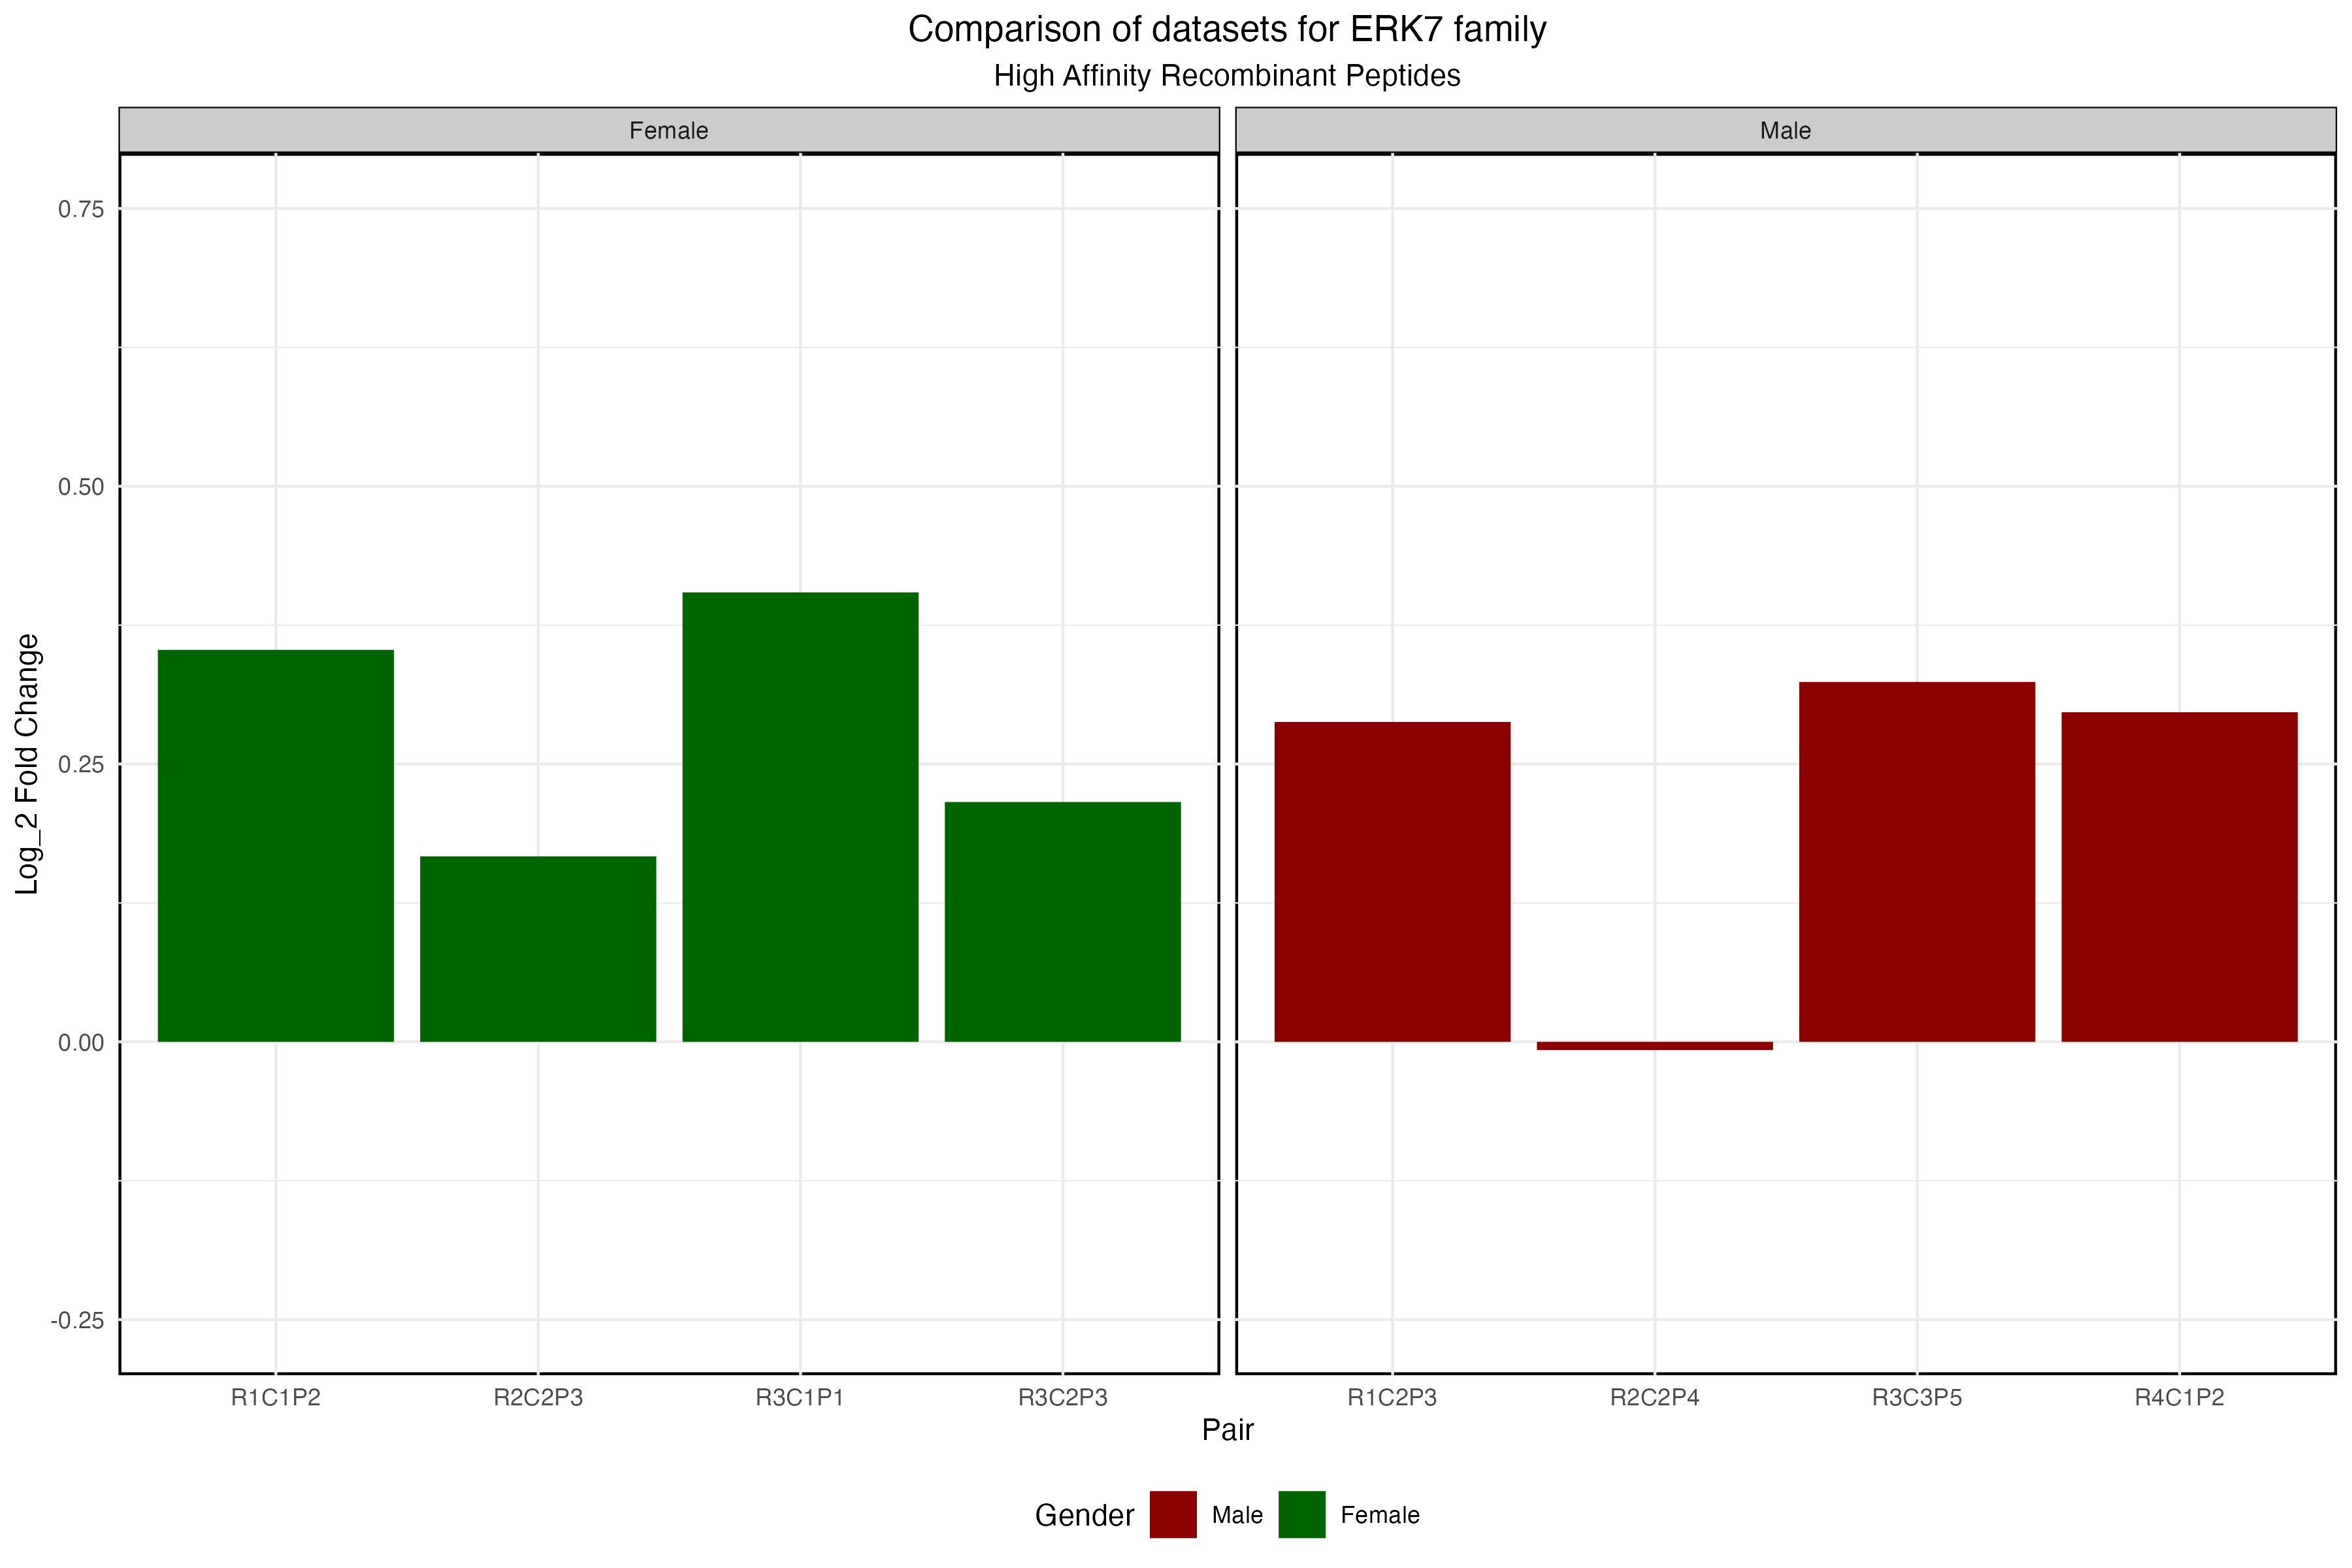 Comparison of datasets for ERK7 family
High Affinity Recombinant Peptides
Female Male
0.75
0.50
0.25
0.00
-0.25
Log_2 Fold Change
R1C1P2 R2C2P3 R3C1P1 R3C2P3 R1C2P3 R2C2P4 R3C3P5 R4C1P2
Pair
Gender Male Female